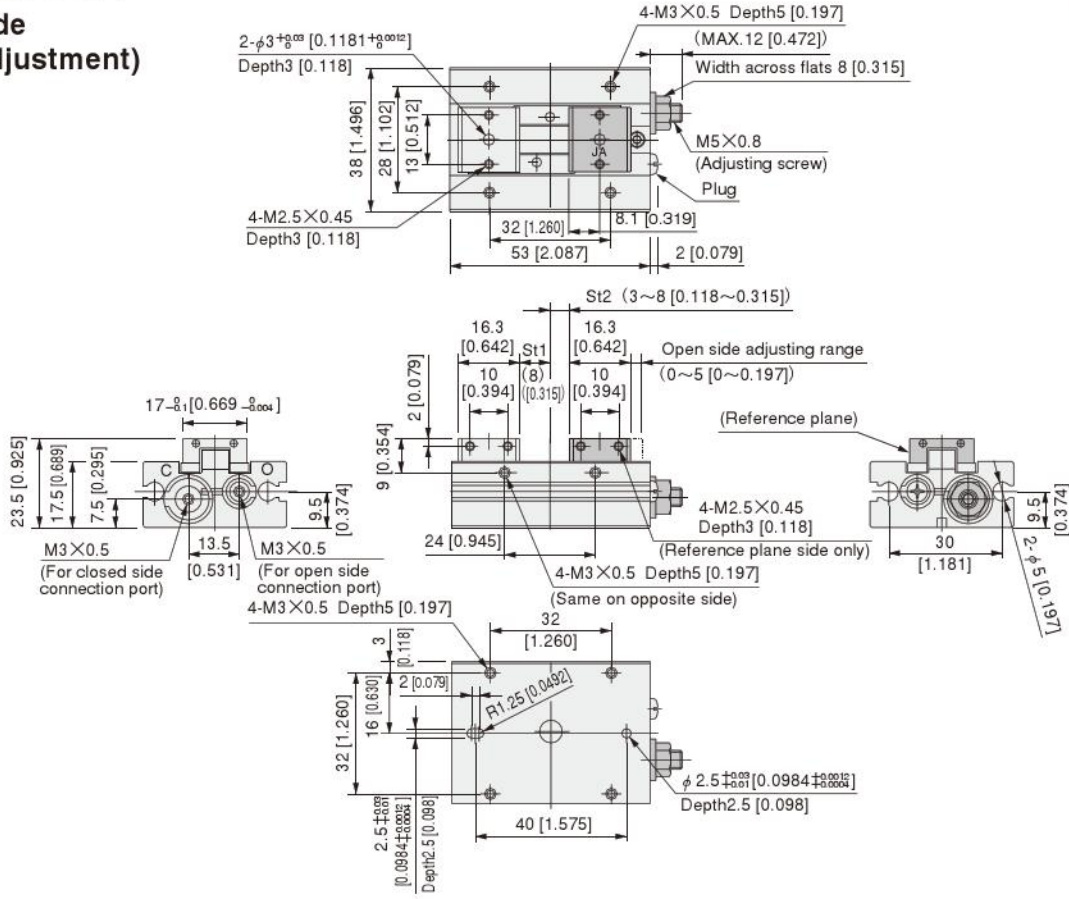 de
djustment)
4-M3×0.5 Depth5 [0.197]
2-φ3+0.03 0 [0.1181+0.0012 0]
Depth3 [0.118]
(MAX.12 [0.472])
Width across flats 8 [0.315]
38 [1.496]
28 [1.102]
13 [0.512]
JA
M5×0.8
(Adjusting screw)
Plug
4-M2.5×0.45
Depth3 [0.118]
8.1 [0.319]
32 [1.260]
53 [2.087]
2 [0.079]
St2 (3~8 [0.118~0.315])
16.3
[0.642]
St1
(8)
([0.315])
16.3
[0.642]
Open side adjusting range
(0~5 [0~0.197])
10
[0.394]
10
[0.394]
2 [0.079]
9 [0.354]
17-0 0.1 [0.669 -0 0.004]
(Reference plane)
23.5 [0.925]
17.5 [0.689]
7.5 [0.295]
C
O
9.5
[0.374]
9.5
[0.374]
M3×0.5
(For closed side
connection port)
13.5
[0.531]
M3×0.5
(For open side
connection port)
24 [0.945]
4-M2.5×0.45
Depth3 [0.118]
(Reference plane side only)
30
[1.181]
2-φ5 [0.197]
4-M3×0.5 Depth5 [0.197]
(Same on opposite side)
4-M3×0.5 Depth5 [0.197]
32
[1.260]
3
[0.118]
2 [0.079]
R1.25 [0.0492]
16 [0.630]
32 [1.260]
φ2.5+0.03 +0.01 [0.0984+0.0012 +0.0004]
Depth2.5 [0.098]
40 [1.575]
2.5+0.03 +0.01
[0.0984+0.0012 +0.0004]
Depth2.5 [0.098]